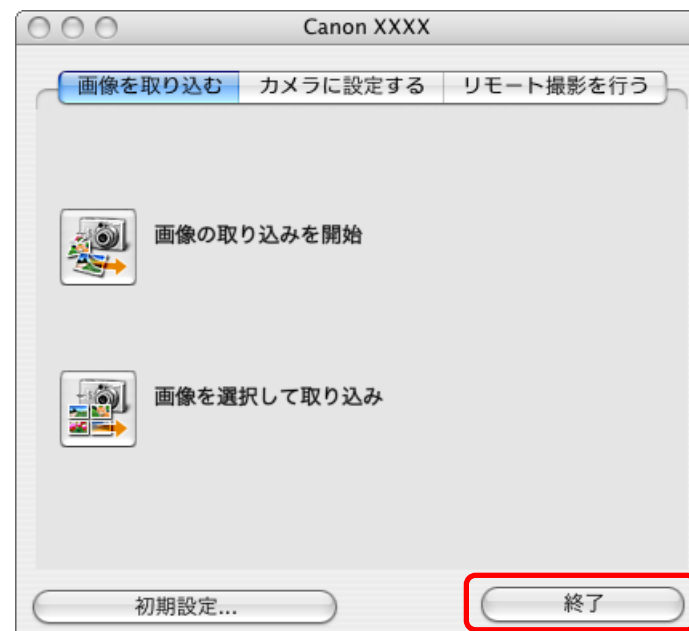 Canon XXXX
画像を取り込む カメラに設定する リモート撮影を行う
画像の取り込みを開始
画像を選択して取り込み
初期設定... 終了